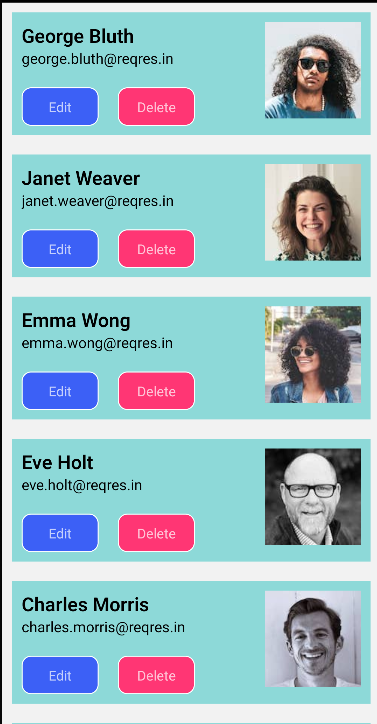 George Bluth
george.bluth@reqres.in
Edit Delete
Janet Weaver
janet.weaver@reqres.in
Edit Delete
Emma Wong
emma.wong@reqres.in
Edit Delete
Eve Holt
eve.holt@reqres.in
Edit Delete
Charles Morris
charles.morris@reqres.in
Edit Delete